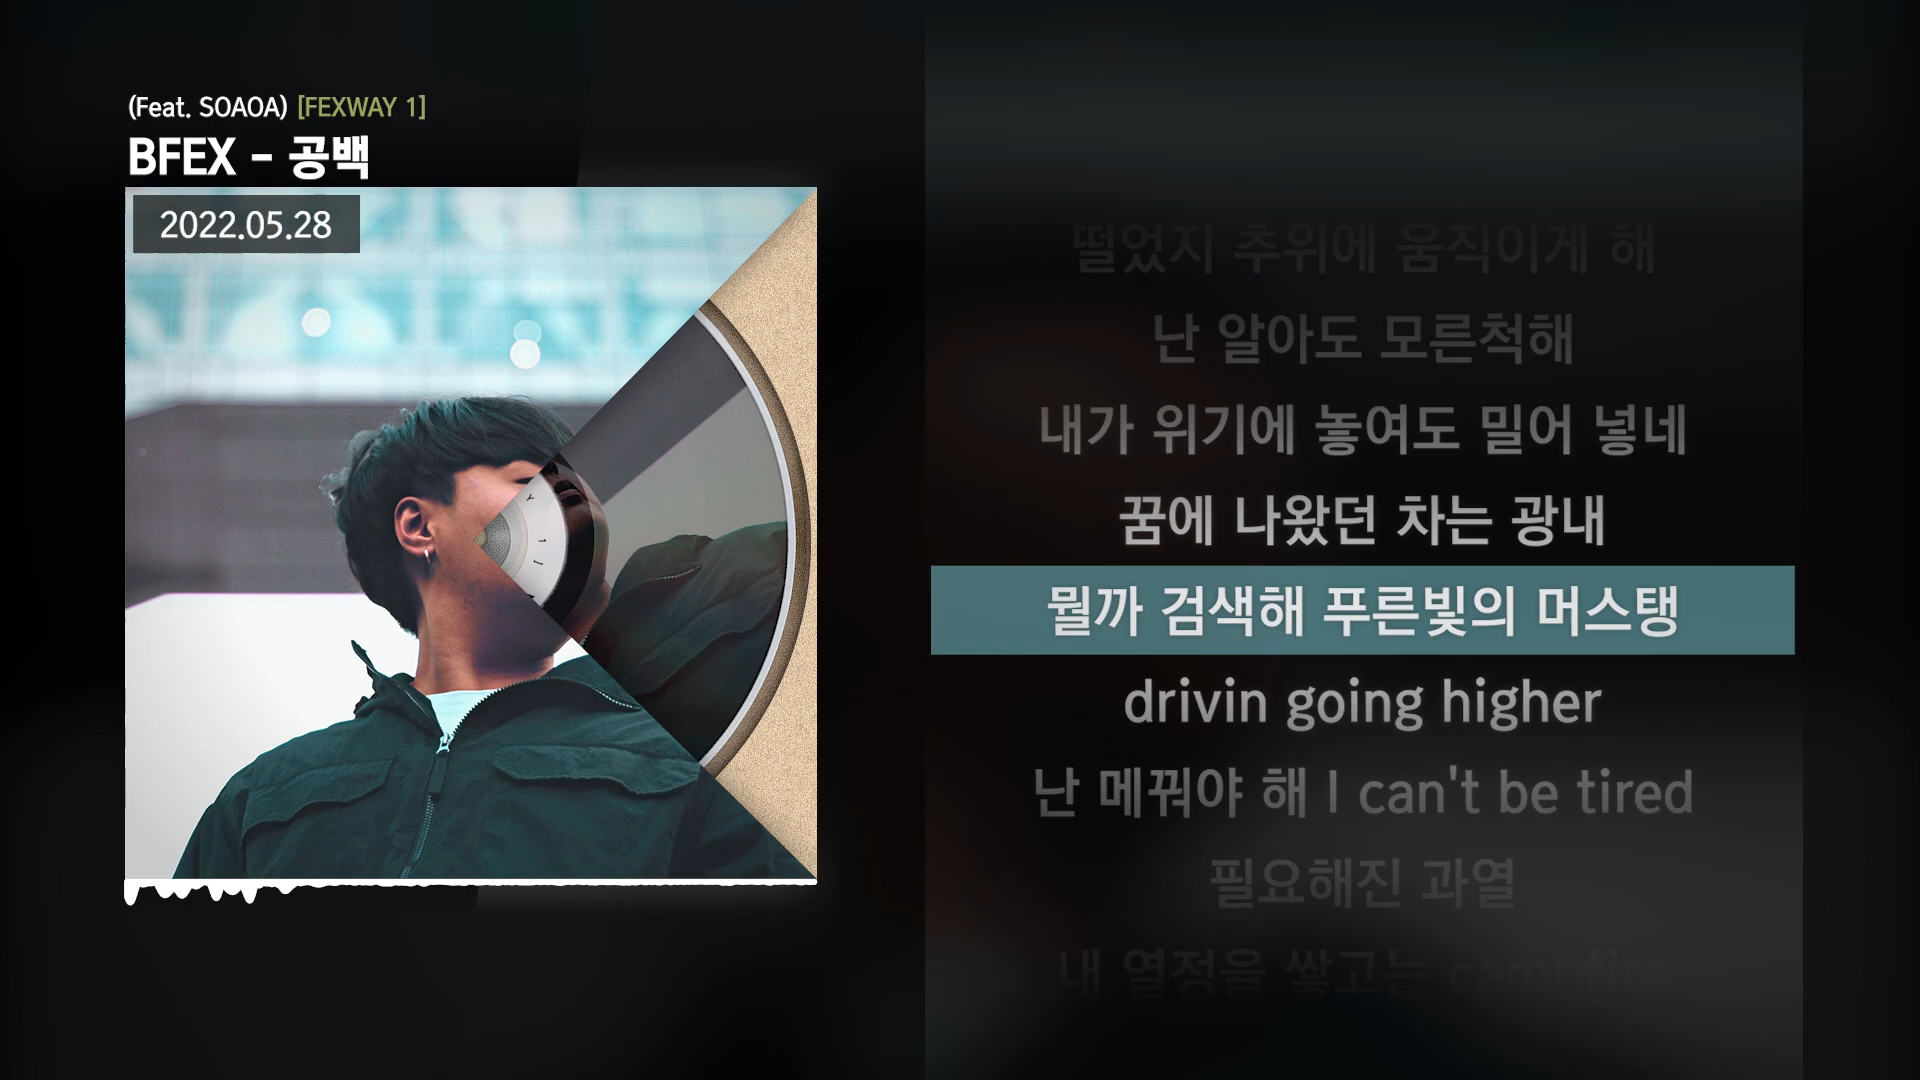 (Feat. SOAOA) [FEXWAY 1]
BFEX - 공백
2022.05.28
떨었지 추위에 움직이게 해
난 알아도 모른척해
내가 위기에 놓여도 밀어 넣네
꿈에 나왔던 차는 광내
뭘까 검색해 푸른빛의 머스탱
drivin going higher
난 메꿔야 해 I can't be tired
필요해진 과열
내 열정을 쌓고는 campfire